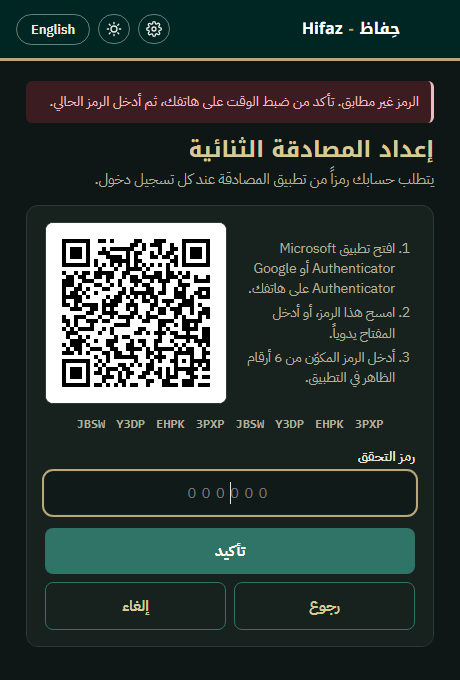 حِفاظ - Hifaz
English
الرمز غير مطابق. تأكد من ضبط الوقت على هاتفك، ثم أدخل الرمز الحالي.
إعداد المصادقة الثنائية
يتطلب حسابك رمزاً من تطبيق المصادقة عند كل تسجيل دخول.
1. افتح تطبيق Microsoft
Authenticator أو Google
Authenticator على هاتفك.
2. امسح هذا الرمز، أو أدخل
المفتاح يدوياً.
3. أدخل الرمز المكوّن من 6 أرقام
الظاهر في التطبيق.
JBSW Y3DP EHPK 3PXP JBSW Y3DP EHPK 3PXP
رمز التحقق
000000
تأكيد
رجوع
إلغاء